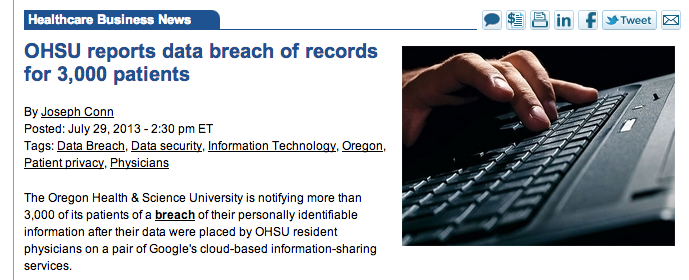 Healthcare Business News
Tweet
OHSU reports data breach of records
for 3,000 patients
By Joseph Conn
Posted: July 29, 2013 - 2:30 pm ET
Tags: Data Breach, Data security, Information Technology, Oregon,
Patient privacy, Physicians
The Oregon Health & Science University is notifying more than
3,000 of its patients of a breach of their personally identifiable
information after their data were placed by OHSU resident
physicians on a pair of Google's cloud-based information-sharing
services.